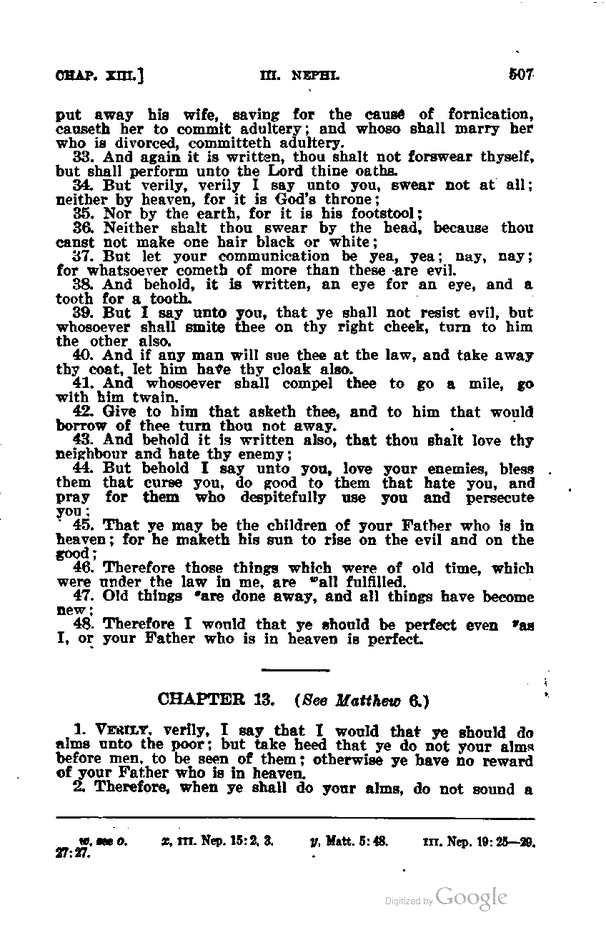 CHAP. XIII.] III. NEPHI. 507
put away his wife, saving for the cause of fornication,
causeth her to commit adultery; and whoso shall marry her
who is divorced, committeth adultery.
33. And again it is written, thou shalt not forswear thyself,
but shall perform unto the Lord thine oaths.
34. But verily, verily I say unto you, swear not at all;
neither by heaven, for it is God's throne;
35. Nor by the earth, for it is his footstool;
36. Neither shalt thou swear by the head, because thou
canst not make one hair black or white;
37. But let your communication be yea, yea; nay, nay;
for whatsoever cometh of more than these are evil.
38. And behold, it is written, an eye for an eye, and a
tooth for a tooth.
39. But I say unto you, that ye shall not resist evil, but
whosoever shall smite thee on thy right cheek, turn to him
the other also.
40. And if any man will sue thee at the law, and take away
thy coat, let him have thy cloak also.
41. And whosoever shall compel thee to go a mile, go
with him twain.
42. Give to him that asketh thee, and to him that would
borrow of thee turn thou not away.
43. And behold it is written also, that thou shalt love thy
neighbour and hate thy enemy;
44. But behold I say unto you, love your enemies, bless
them that curse you, do good to them that hate you, and
pray for them who despitefully use you and persecute
you;
45. That ye may be the children of your Father who is in
heaven; for he maketh his sun to rise on the evil and on the
good;
46. Therefore those things which were of old time, which
were under the law in me, are ʷall fulfilled.
47. Old things ˣare done away, and all things have become
new;
48. Therefore I would that ye should be perfect even ʸas
I, or your Father who is in heaven is perfect.
CHAPTER 13. (See Matthew 6.)
1. VERILY, verily, I say that I would that ye should do
alms unto the poor; but take heed that ye do not your alms
before men, to be seen of them; otherwise ye have no reward
of your Father who is in heaven.
2. Therefore, when ye shall do your alms, do not sound a
w, see o. x, III. Nep. 15:2, 3. y, Matt. 5:48. III. Nep. 19:25—29.
27:27.
Digitized by Google